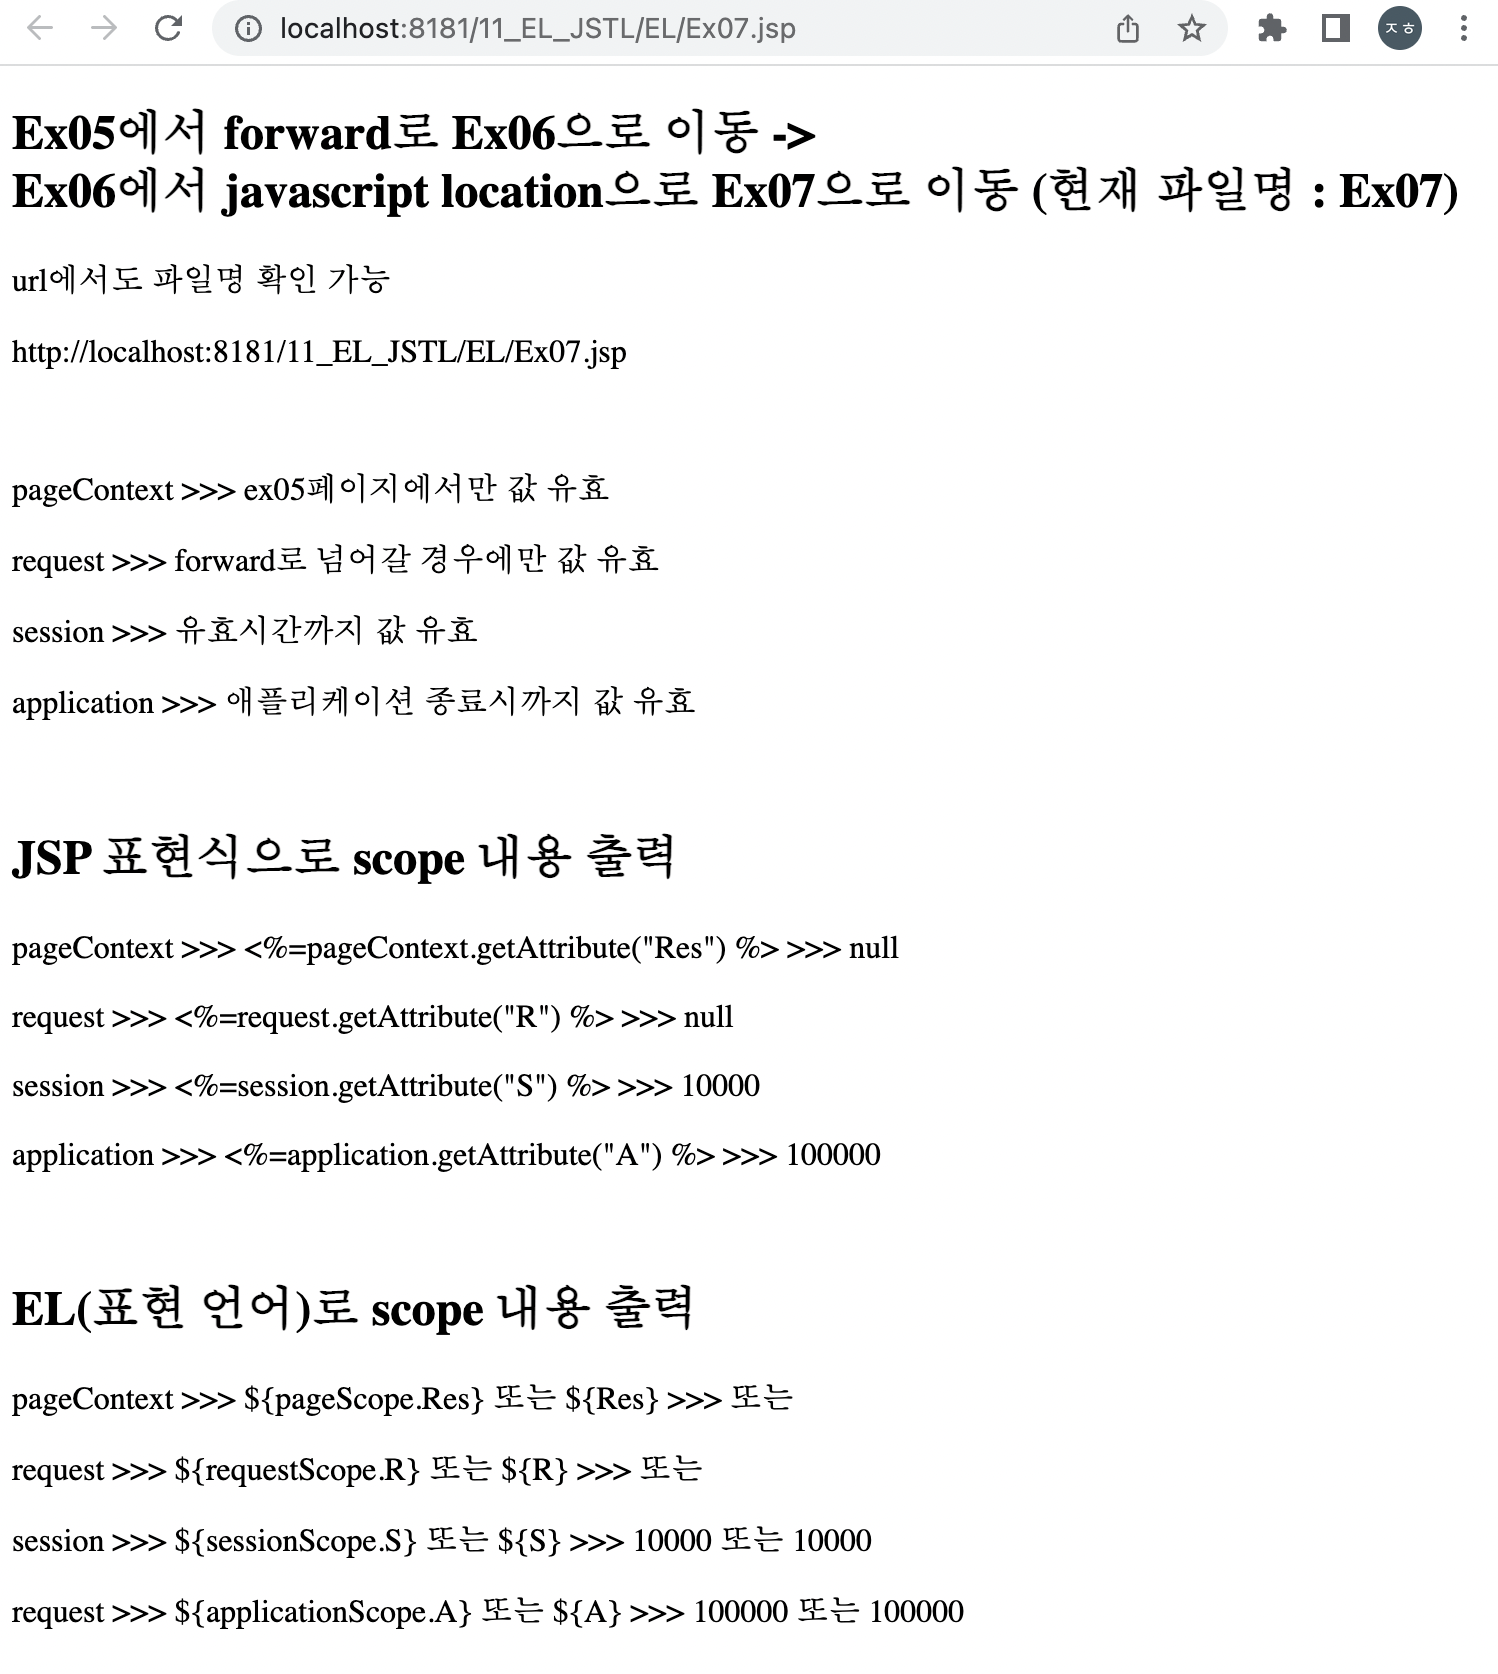 localhost:8181/11_EL_JSTL/EL/Ex07.jsp
ㅈㅎ
Ex05에서 forward로 Ex06으로 이동 ->
Ex06에서 javascript location으로 Ex07으로 이동 (현재 파일명 : Ex07)
url에서도 파일명 확인 가능
http://localhost:8181/11_EL_JSTL/EL/Ex07.jsp
pageContext >>> ex05페이지에서만 값 유효
request >>> forward로 넘어갈 경우에만 값 유효
session >>> 유효시간까지 값 유효
application >>> 애플리케이션 종료시까지 값 유효
JSP 표현식으로 scope 내용 출력
pageContext >>> <%=pageContext.getAttribute("Res") %> >>> null
request >>> <%=request.getAttribute("R") %> >>> null
session >>> <%=session.getAttribute("S") %> >>> 10000
application >>> <%=application.getAttribute("A") %> >>> 100000
EL(표현 언어)로 scope 내용 출력
pageContext >>> ${pageScope.Res} 또는 ${Res} >>> 또는
request >>> ${requestScope.R} 또는 ${R} >>> 또는
session >>> ${sessionScope.S} 또는 ${S} >>> 10000 또는 10000
request >>> ${applicationScope.A} 또는 ${A} >>> 100000 또는 100000